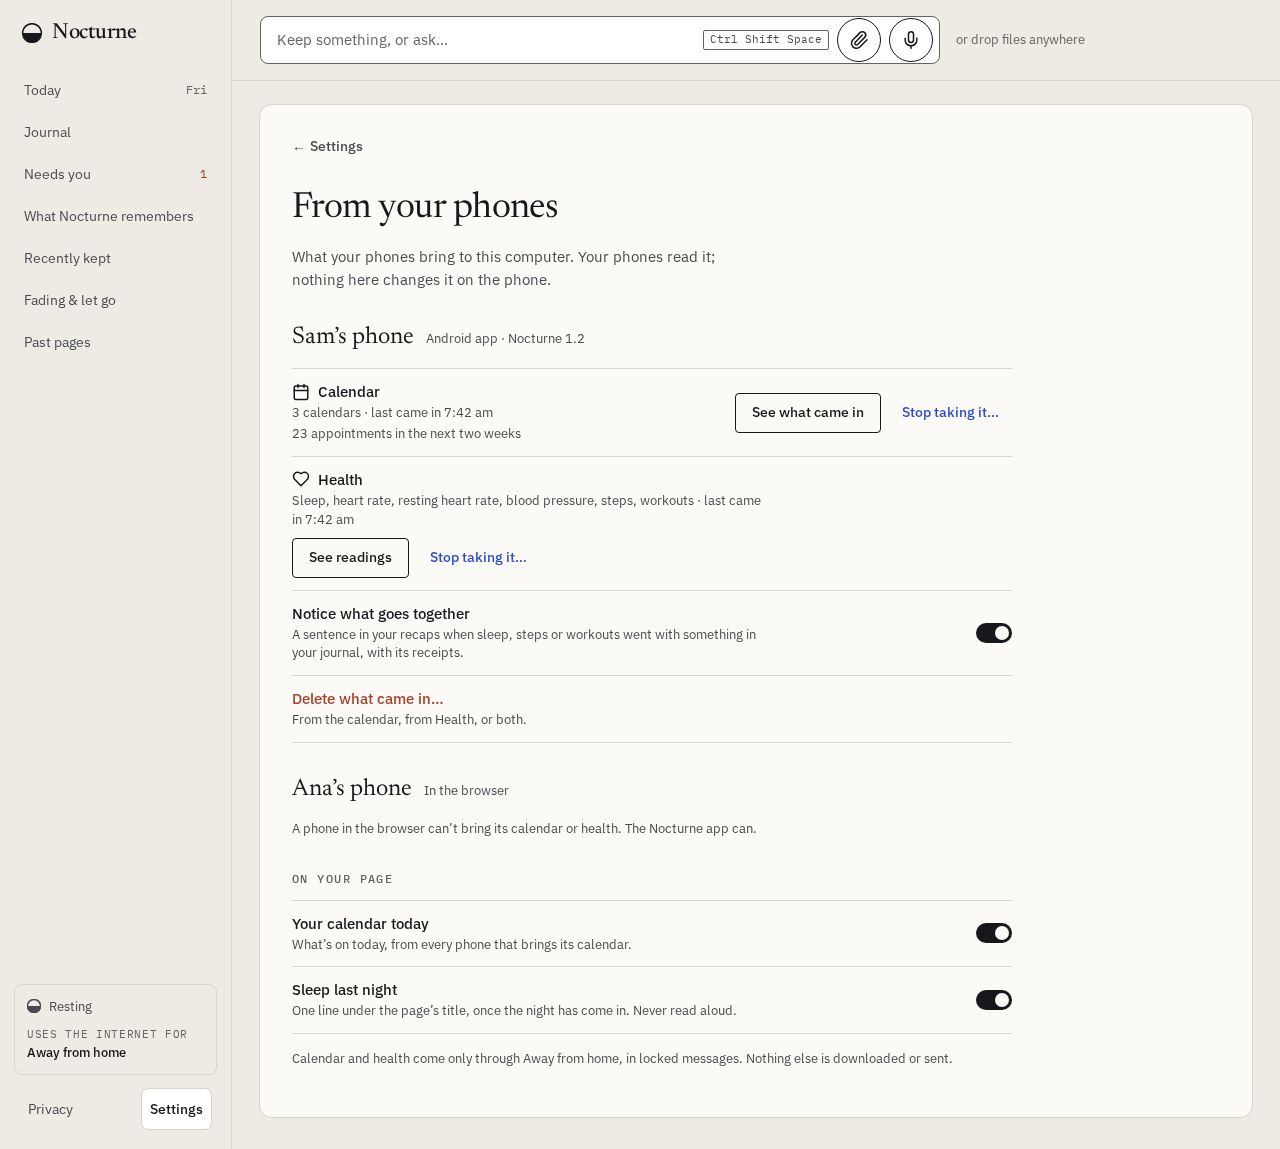 Nocturne
Keep something, or ask...
Ctrl Shift Space
or drop files anywhere
Today
Fri
Journal
Needs you
1
What Nocturne remembers
Recently kept
Fading & let go
Past pages
← Settings
From your phones
What your phones bring to this computer. Your phones read it;
nothing here changes it on the phone.
Sam’s phone
Android app · Nocturne 1.2
Calendar
3 calendars · last came in 7:42 am
23 appointments in the next two weeks
See what came in
Stop taking it...
Health
Sleep, heart rate, resting heart rate, blood pressure, steps, workouts · last came
in 7:42 am
See readings
Stop taking it...
Notice what goes together
A sentence in your recaps when sleep, steps or workouts went with something in
your journal, with its receipts.
Delete what came in...
From the calendar, from Health, or both.
Ana’s phone
In the browser
A phone in the browser can’t bring its calendar or health. The Nocturne app can.
ON YOUR PAGE
Your calendar today
What’s on today, from every phone that brings its calendar.
Sleep last night
One line under the page’s title, once the night has come in. Never read aloud.
Calendar and health come only through Away from home, in locked messages. Nothing else is downloaded or sent.
Resting
USES THE INTERNET FOR
Away from home
Privacy
Settings